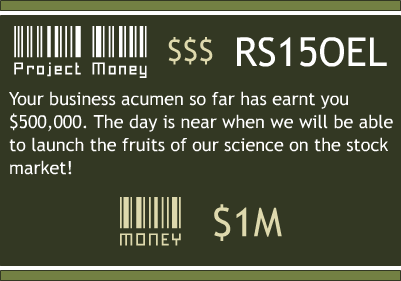 Project Money $$$ RS15OEL
Your business acumen so far has earnt you
$500,000. The day is near when we will be able
to launch the fruits of our science on the stock
market!
MONEY $1M